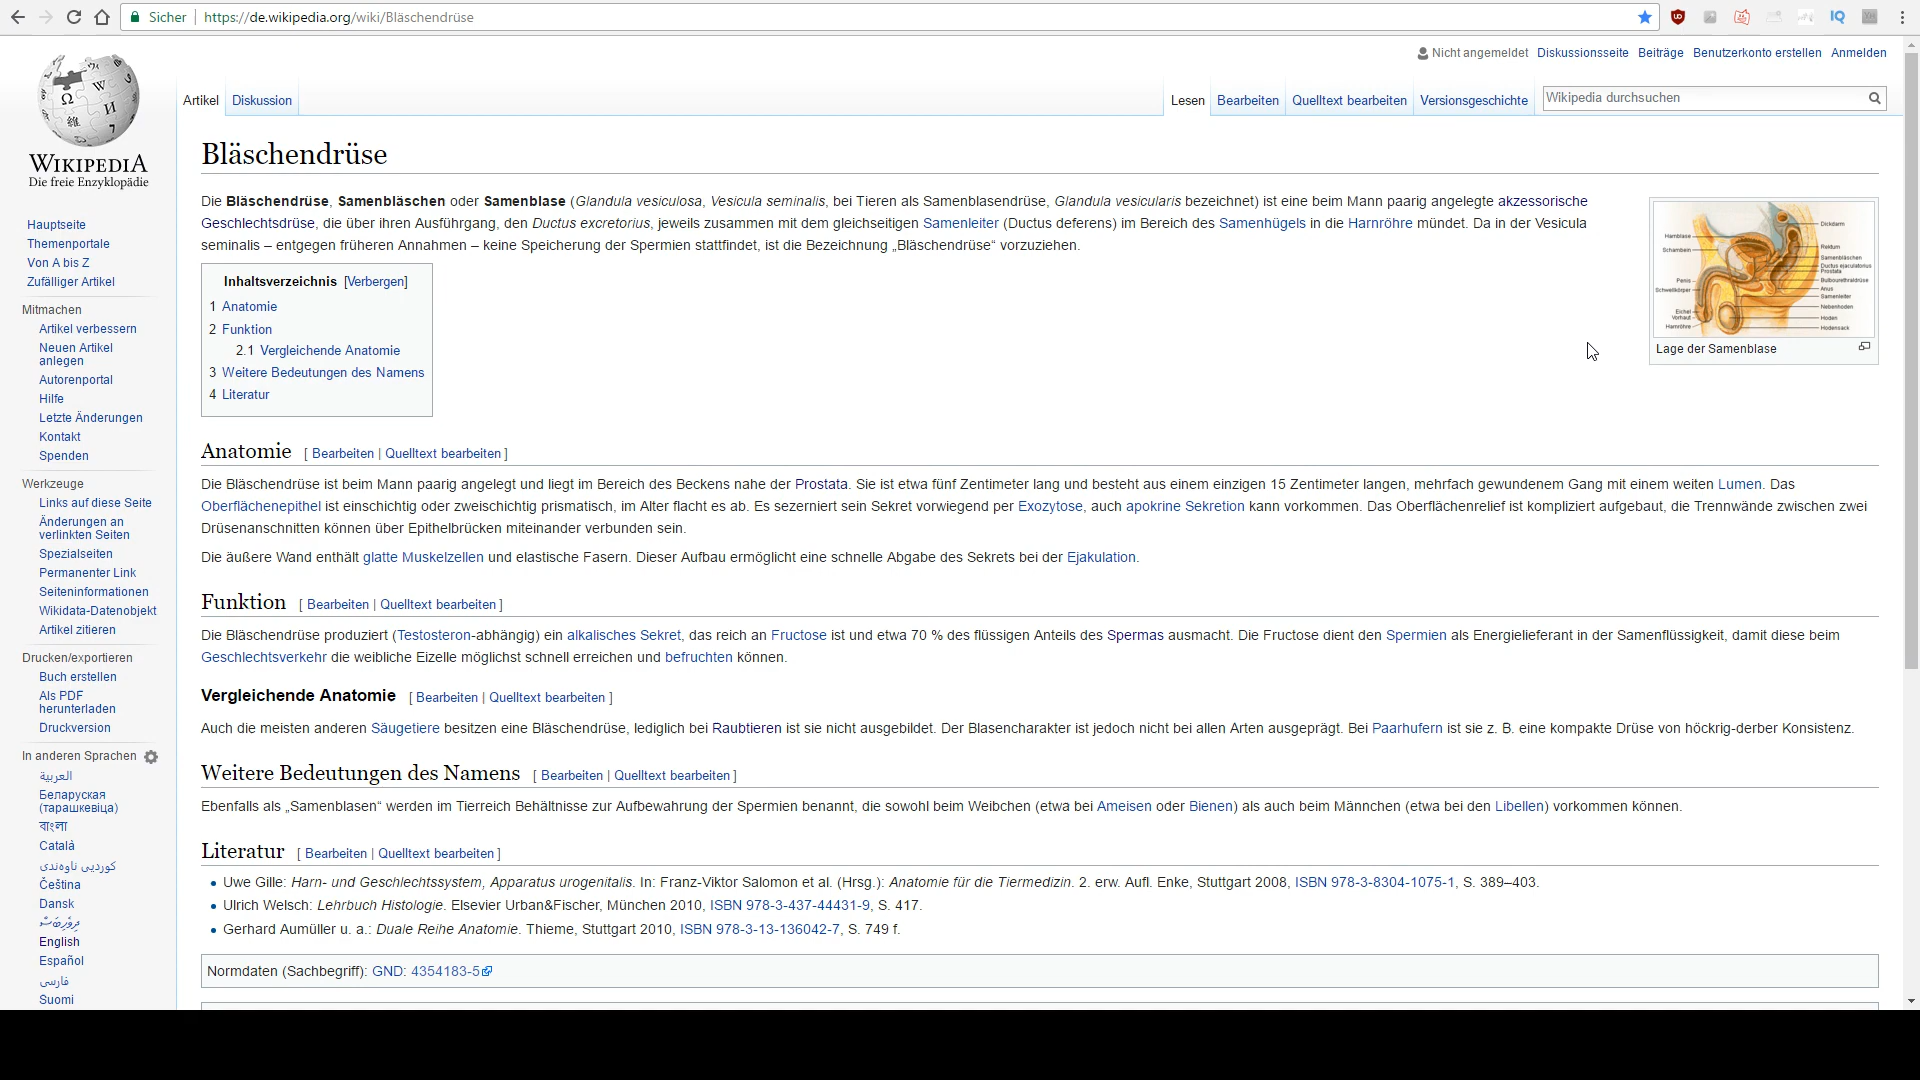 Sicher https://de.wikipedia.org/wiki/Bläschendrüse
Nicht angemeldet Diskussionsseite Beiträge Benutzerkonto erstellen Anmelden
WIKIPEDIA
Die freie Enzyklopädie
Artikel Diskussion Lesen Bearbeiten Quelltext bearbeiten Versionsgeschichte Wikipedia durchsuchen
Hauptseite
Themenportale
Von A bis Z
Zufälliger Artikel
Mitmachen
Artikel verbessern
Neuen Artikel
anlegen
Autorenportal
Hilfe
Letzte Änderungen
Kontakt
Spenden
Werkzeuge
Links auf diese Seite
Änderungen an
verlinkten Seiten
Spezialseiten
Permanenter Link
Seiteninformationen
Wikidata-Datenobjekt
Artikel zitieren
Drucken/exportieren
Buch erstellen
Als PDF
herunterladen
Druckversion
In anderen Sprachen
العربية
Беларуская
(тарашкевіца)
বাংলা
Català
کوردیی ناوەندی
Čeština
Dansk
English
Español
فارسی
Suomi
Bläschendrüse
Die Bläschendrüse, Samenbläschen oder Samenblase (Glandula vesiculosa, Vesicula seminalis, bei Tieren als Samenblasendrüse, Glandula vesicularis bezeichnet) ist eine beim Mann paarig angelegte akzessorische
Geschlechtsdrüse, die über ihren Ausführgang, den Ductus excretorius, jeweils zusammen mit dem gleichseitigen Samenleiter (Ductus deferens) im Bereich des Samenhügels in die Harnröhre mündet. Da in der Vesicula
seminalis – entgegen früheren Annahmen – keine Speicherung der Spermien stattfindet, ist die Bezeichnung „Bläschendrüse“ vorzuziehen.
Harnblase
Schambein
Penis
Schwellkörper
Eichel
Vorhaut
Harnröhre
Dickdarm
Rektum
Samenbläschen
Ductus ejaculatorius
Prostata
Bulbourethraldrüse
Anus
Samenleiter
Nebenhoden
Hoden
Hodensack
Lage der Samenblase
Inhaltsverzeichnis [Verbergen]
1 Anatomie
2 Funktion
2.1 Vergleichende Anatomie
3 Weitere Bedeutungen des Namens
4 Literatur
Anatomie [ Bearbeiten | Quelltext bearbeiten ]
Die Bläschendrüse ist beim Mann paarig angelegt und liegt im Bereich des Beckens nahe der Prostata. Sie ist etwa fünf Zentimeter lang und besteht aus einem einzigen 15 Zentimeter langen, mehrfach gewundenem Gang mit einem weiten Lumen. Das
Oberflächenepithel ist einschichtig oder zweischichtig prismatisch, im Alter flacht es ab. Es sezerniert sein Sekret vorwiegend per Exozytose, auch apokrine Sekretion kann vorkommen. Das Oberflächenrelief ist kompliziert aufgebaut, die Trennwände zwischen zwei
Drüsenanschnitten können über Epithelbrücken miteinander verbunden sein.
Die äußere Wand enthält glatte Muskelzellen und elastische Fasern. Dieser Aufbau ermöglicht eine schnelle Abgabe des Sekrets bei der Ejakulation.
Funktion [ Bearbeiten | Quelltext bearbeiten ]
Die Bläschendrüse produziert (Testosteron-abhängig) ein alkalisches Sekret, das reich an Fructose ist und etwa 70 % des flüssigen Anteils des Spermas ausmacht. Die Fructose dient den Spermien als Energielieferant in der Samenflüssigkeit, damit diese beim
Geschlechtsverkehr die weibliche Eizelle möglichst schnell erreichen und befruchten können.
Vergleichende Anatomie [ Bearbeiten | Quelltext bearbeiten ]
Auch die meisten anderen Säugetiere besitzen eine Bläschendrüse, lediglich bei Raubtieren ist sie nicht ausgebildet. Der Blasencharakter ist jedoch nicht bei allen Arten ausgeprägt. Bei Paarhufern ist sie z. B. eine kompakte Drüse von höckrig-derber Konsistenz.
Weitere Bedeutungen des Namens [ Bearbeiten | Quelltext bearbeiten ]
Ebenfalls als „Samenblasen“ werden im Tierreich Behältnisse zur Aufbewahrung der Spermien benannt, die sowohl beim Weibchen (etwa bei Ameisen oder Bienen) als auch beim Männchen (etwa bei den Libellen) vorkommen können.
Literatur [ Bearbeiten | Quelltext bearbeiten ]
Uwe Gille: Harn- und Geschlechtssystem, Apparatus urogenitalis. In: Franz-Viktor Salomon et al. (Hrsg.): Anatomie für die Tiermedizin. 2. erw. Aufl. Enke, Stuttgart 2008, ISBN 978-3-8304-1075-1, S. 389–403.
Ulrich Welsch: Lehrbuch Histologie. Elsevier Urban&Fischer, München 2010, ISBN 978-3-437-44431-9, S. 417.
Gerhard Aumüller u. a.: Duale Reihe Anatomie. Thieme, Stuttgart 2010, ISBN 978-3-13-136042-7, S. 749 f.
Normdaten (Sachbegriff): GND: 4354183-5